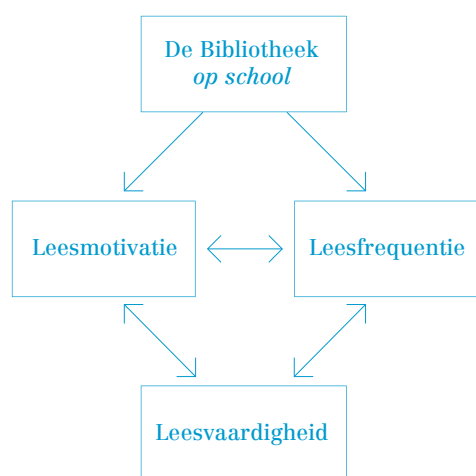 De Bibliotheek
op school
Leesmotivatie
Leesfrequentie
Leesvaardigheid